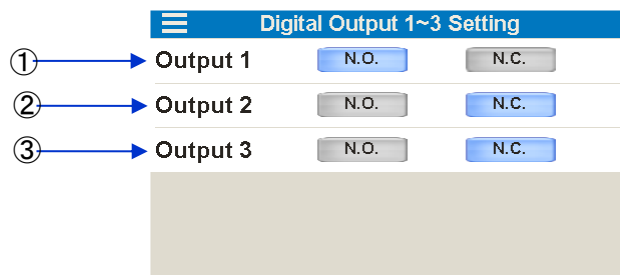 Digital Output 1~3 Setting
① Output 1 N.O. N.C.
② Output 2 N.O. N.C.
③ Output 3 N.O. N.C.